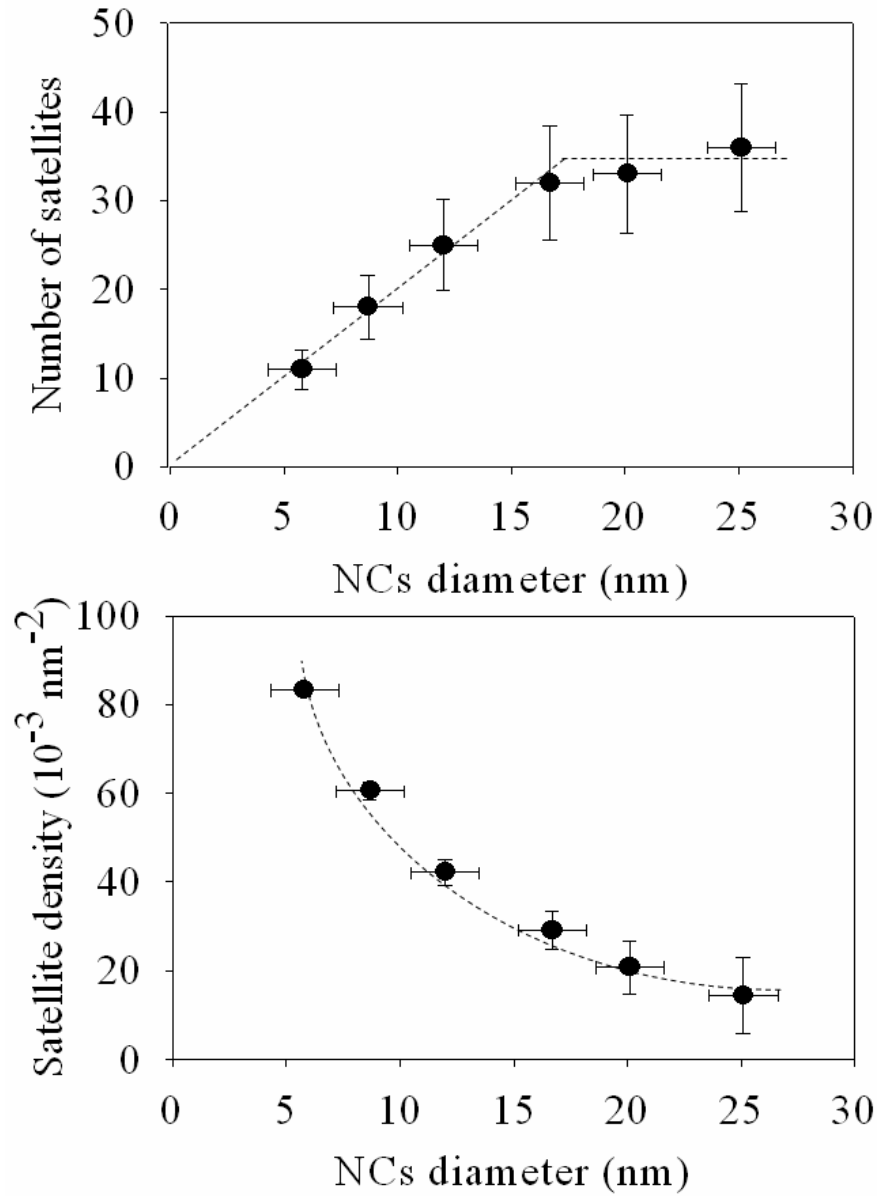 50
40
30
20
10
0
Number of satellites
0 5 10 15 20 25 30
NCs diameter (nm)
100
80
60
40
20
0
Satellite density (10⁻³ nm⁻²)
0 5 10 15 20 25 30
NCs diameter (nm)